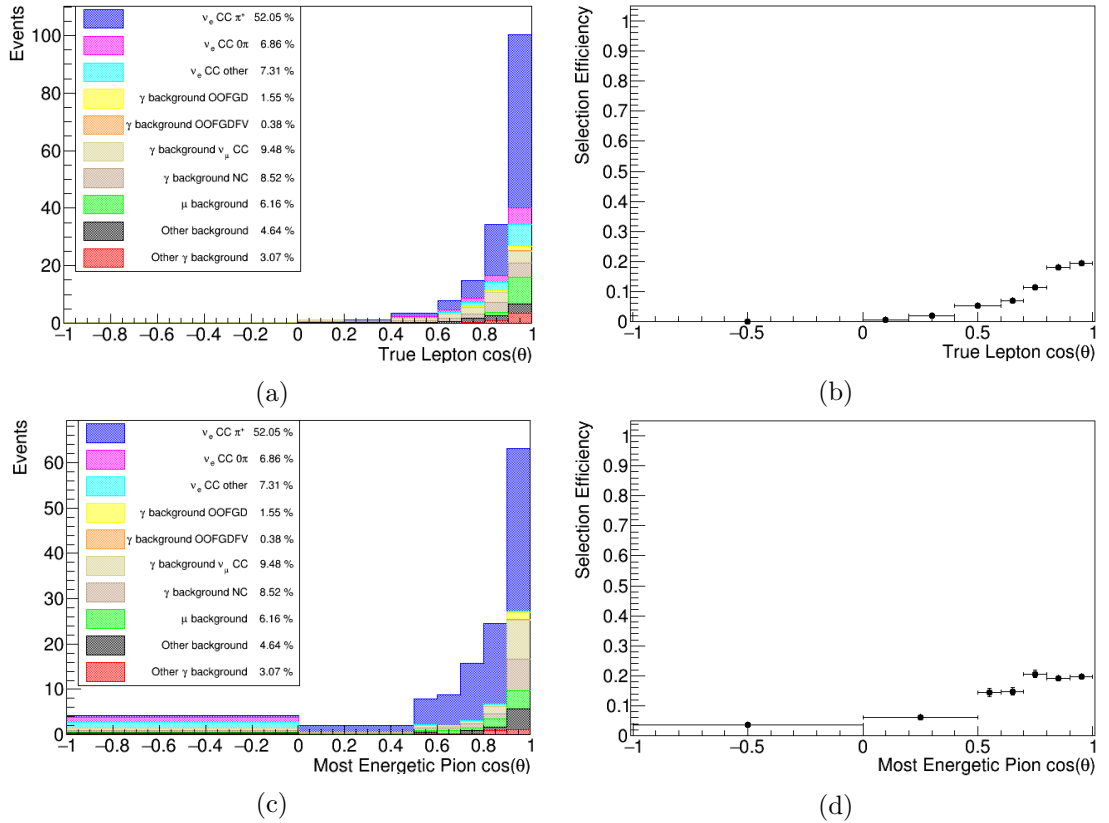 Events
100
80
60
40
20
0
νe CC π⁺ 52.05 %
νe CC 0π 6.86 %
νe CC other 7.31 %
γ background OOFGD 1.55 %
γ background OOFGDFV 0.38 %
γ background νμ CC 9.48 %
γ background NC 8.52 %
μ background 6.16 %
Other background 4.64 %
Other γ background 3.07 %
−1 −0.8 −0.6 −0.4 −0.2 0 0.2 0.4 0.6 0.8 1
True Lepton cos(θ)
(a)
Selection Efficiency
1
0.9
0.8
0.7
0.6
0.5
0.4
0.3
0.2
0.1
0
−1 −0.5 0 0.5 1
True Lepton cos(θ)
(b)
Events
60
50
40
30
20
10
0
νe CC π⁺ 52.05 %
νe CC 0π 6.86 %
νe CC other 7.31 %
γ background OOFGD 1.55 %
γ background OOFGDFV 0.38 %
γ background νμ CC 9.48 %
γ background NC 8.52 %
μ background 6.16 %
Other background 4.64 %
Other γ background 3.07 %
−1 −0.8 −0.6 −0.4 −0.2 0 0.2 0.4 0.6 0.8 1
Most Energetic Pion cos(θ)
(c)
Selection Efficiency
1
0.9
0.8
0.7
0.6
0.5
0.4
0.3
0.2
0.1
0
−1 −0.5 0 0.5 1
Most Energetic Pion cos(θ)
(d)